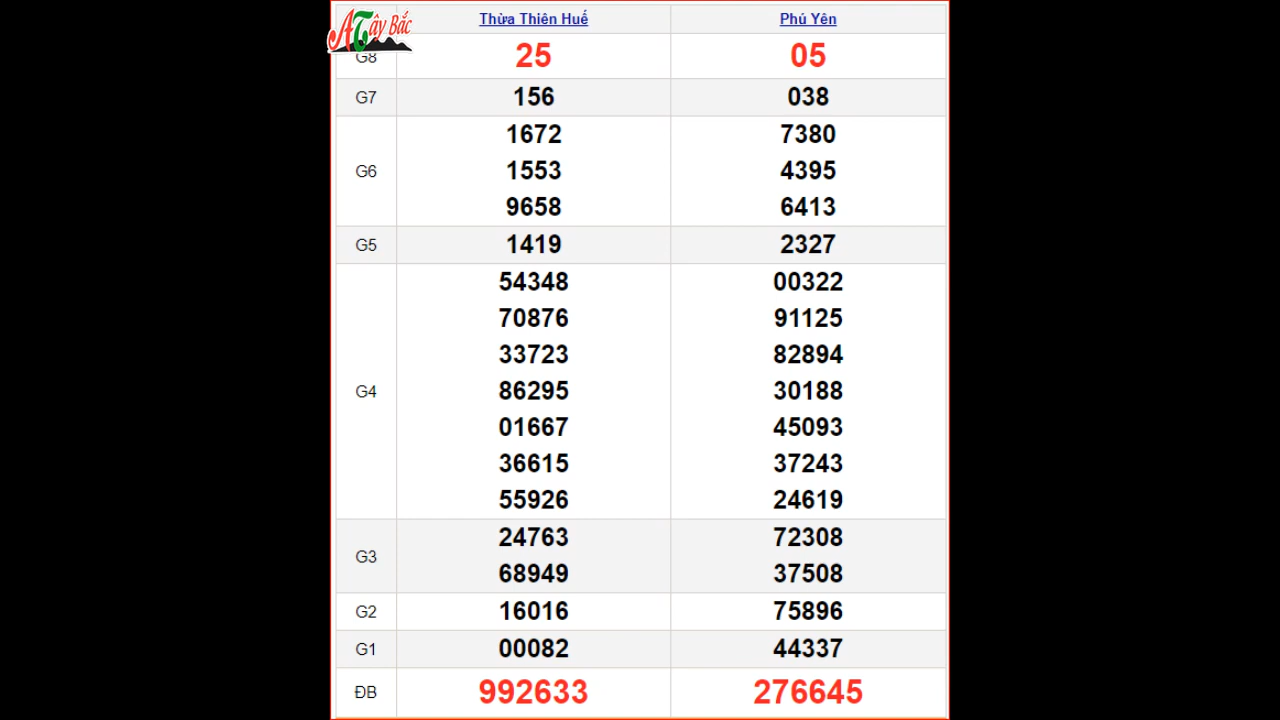 ATây Bắc
Thừa Thiên Huế Phú Yên
G8 25 05
G7 156 038
1672 7380
G6 1553 4395
9658 6413
G5 1419 2327
54348 00322
70876 91125
33723 82894
G4 86295 30188
01667 45093
36615 37243
55926 24619
24763 72308
G3
68949 37508
G2 16016 75896
G1 00082 44337
ĐB 992633 276645